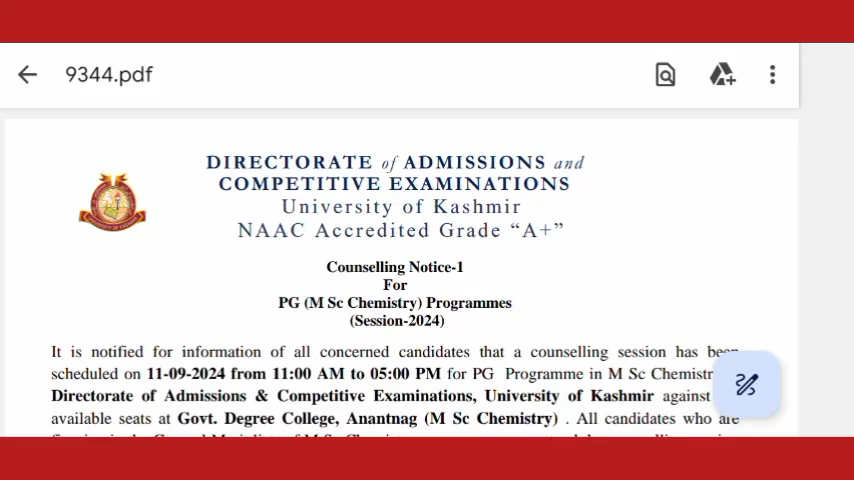 9344.pdf
DIRECTORATE of ADMISSIONS and
COMPETITIVE EXAMINATIONS
University of Kashmir
NAAC Accredited Grade “A+”
Counselling Notice-1
For
PG (M Sc Chemistry) Programmes
(Session-2024)
It is notified for information of all concerned candidates that a counselling session has been
scheduled on 11-09-2024 from 11:00 AM to 05:00 PM for PG Programme in M Sc Chemistr
Directorate of Admissions & Competitive Examinations, University of Kashmir against
available seats at Govt. Degree College, Anantnag (M Sc Chemistry) . All candidates who are